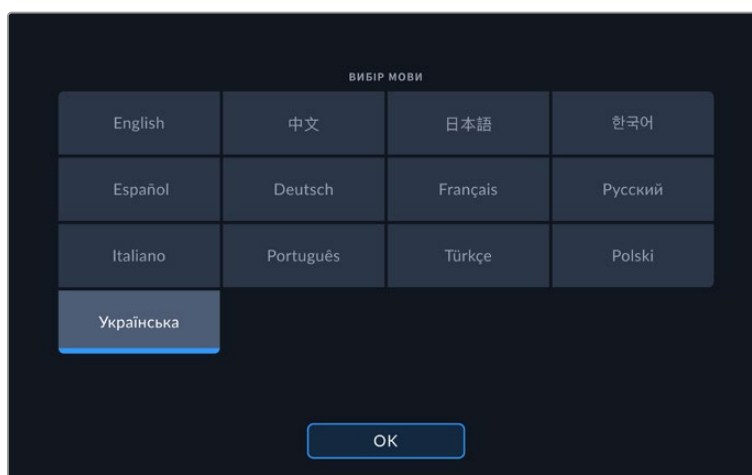 ВИБІР МОВИ
English 中文 日本語 한국어
Español Deutsch Français Русский
Italiano Português Türkçe Polski
Українська
OK